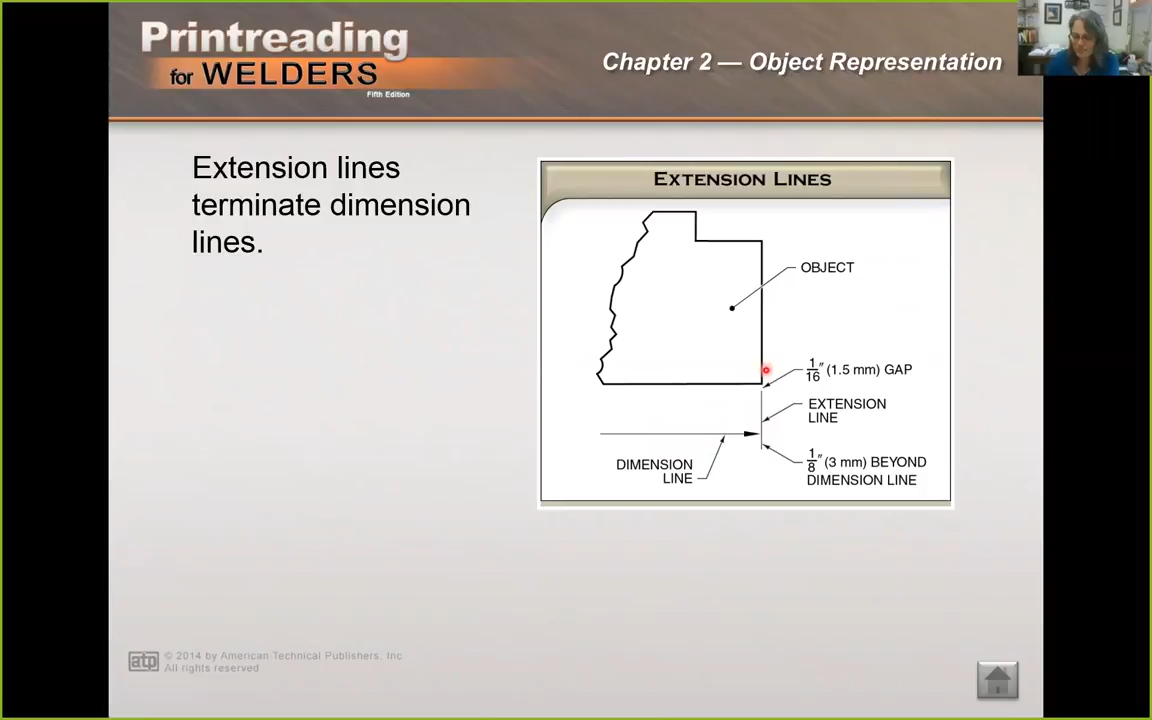 Printreading
for WELDERS
Fifth Edition
Chapter 2 — Object Representation
Extension lines
terminate dimension
lines.
EXTENSION LINES
OBJECT
1/16" (1.5 mm) GAP
EXTENSION
LINE
DIMENSION
LINE
1/8" (3 mm) BEYOND
DIMENSION LINE
atp
© 2014 by American Technical Publishers, Inc
All rights reserved